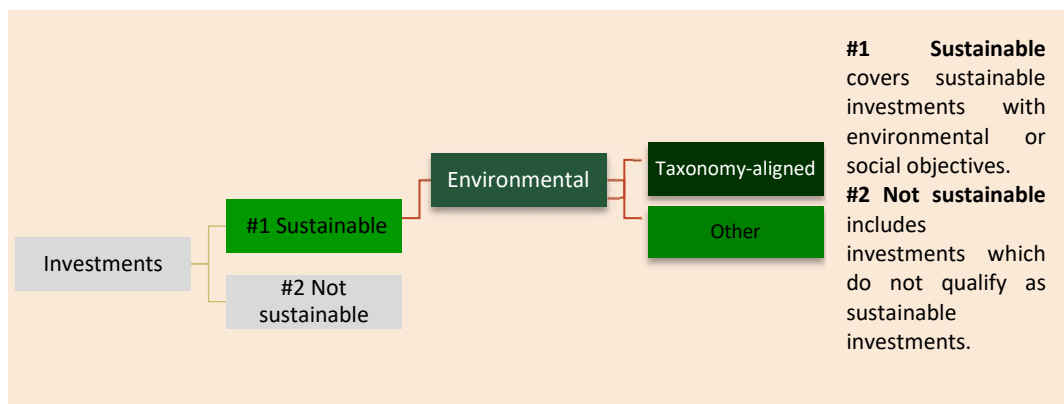 Investments
#1 Sustainable
#2 Not
sustainable
Environmental
Taxonomy-aligned
Other
#1 Sustainable
covers sustainable
investments with
environmental or
social objectives.
#2 Not sustainable
includes
investments which
do not qualify as
sustainable
investments.